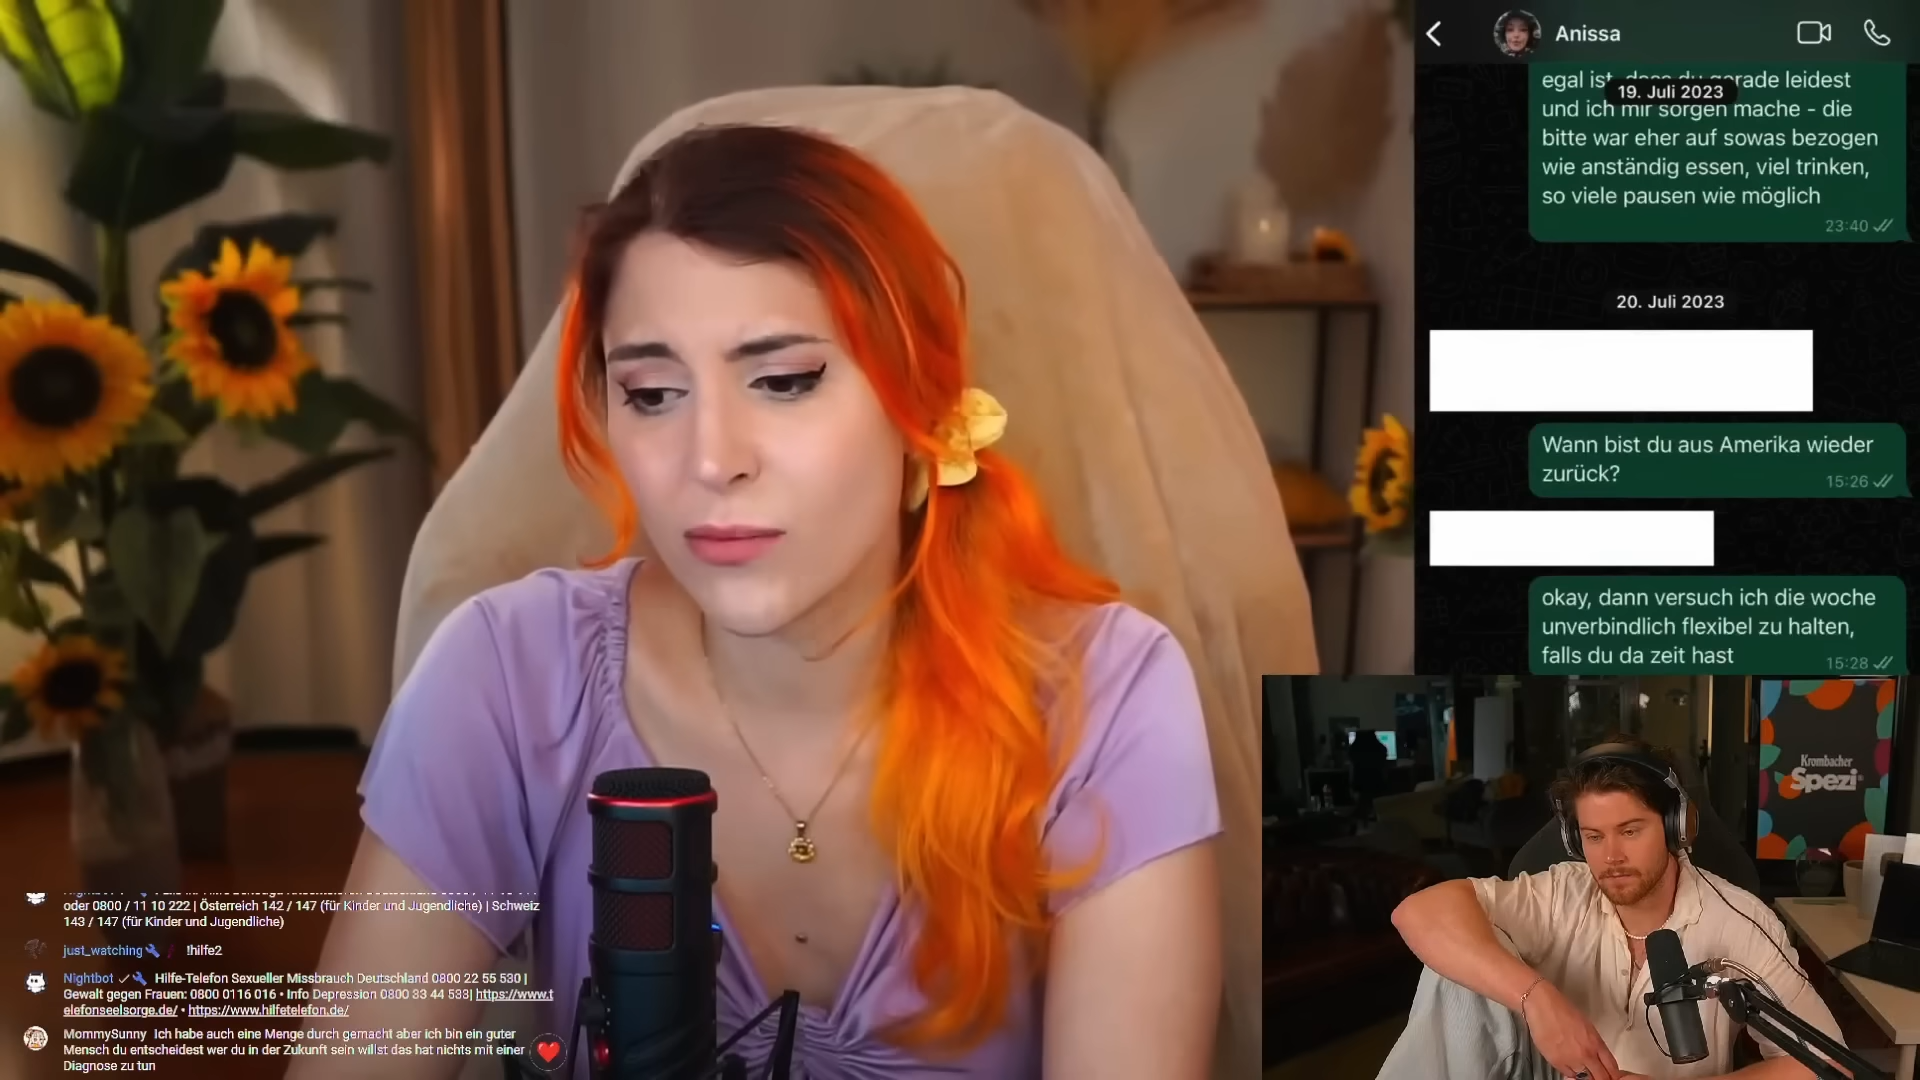 Anissa
egal ist, dass du gerade leidest
19. Juli 2023
und ich mir sorgen mache - die
bitte war eher auf sowas bezogen
wie anständig essen, viel trinken,
so viele pausen wie möglich
23:40
20. Juli 2023
Wann bist du aus Amerika wieder
zurück?
15:26
okay, dann versuch ich die woche
unverbindlich flexibel zu halten,
falls du da zeit hast
15:28
Krombacher
Spezi
oder 0800 / 11 10 222 | Österreich 142 / 147 (für Kinder und Jugendliche) | Schweiz
143 / 147 (für Kinder und Jugendliche)
just_watching !hilfe2
Nightbot Hilfe-Telefon Sexueller Missbrauch Deutschland 0800 22 55 530 |
Gewalt gegen Frauen: 0800 0116 016 • Info Depression 0800 33 44 533| https://www.t
elefonseelsorge.de/ • https://www.hilfetelefon.de/
MommySunny Ich habe auch eine Menge durch gemacht aber ich bin ein guter
Mensch du entscheidest wer du in der Zukunft sein willst das hat nichts mit einer
Diagnose zu tun